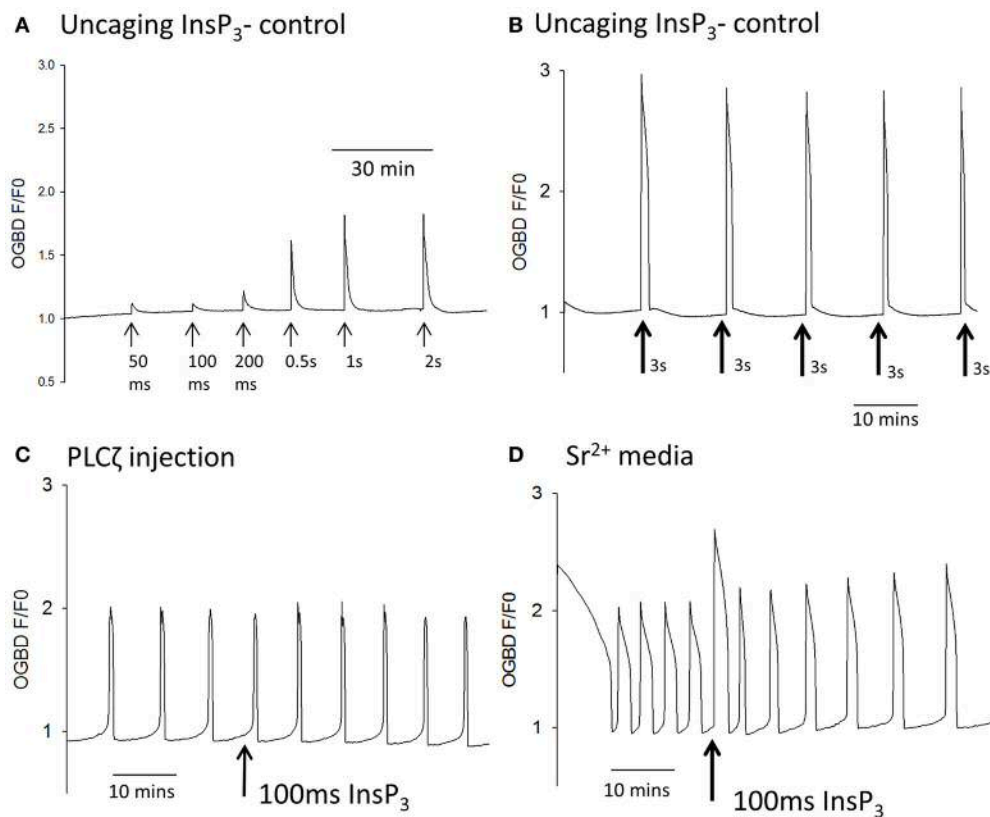 A Uncaging InsP₃- control
3.0
2.5
2.0
1.5
1.0
0.5
OGBD F/F0
30 min
50 ms
100 ms
200 ms
0.5s
1s
2s
B Uncaging InsP₃- control
3
2
1
OGBD F/F0
3s
3s
3s
3s
3s
10 mins
C PLCζ injection
3
2
1
OGBD F/F0
10 mins
100ms InsP₃
D Sr²⁺ media
3
2
1
OGBD F/F0
10 mins
100ms InsP₃